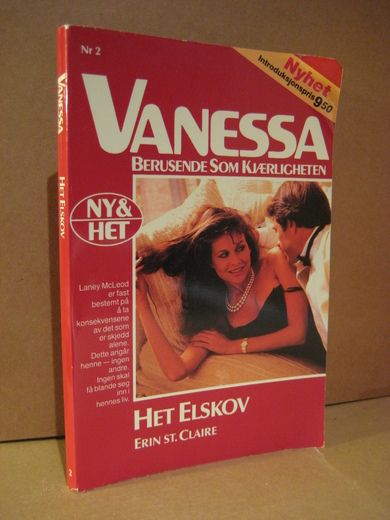 Nr 2
Nyhet
Introduksjonspris
9.50
VANESSA
BERUSENDE SOM KJÆRLIGHETEN
NY&
HET
Laney McLeod
er fast
bestemt på
å ta
konsekvensene
av det som
er skjedd
alene.
Dette angår
henne — ingen
andre.
Ingen skal
få blande seg
inn i
hennes liv.
HET ELSKOV
ERIN ST. CLAIRE
VANESSA
HET ELSKOV
2